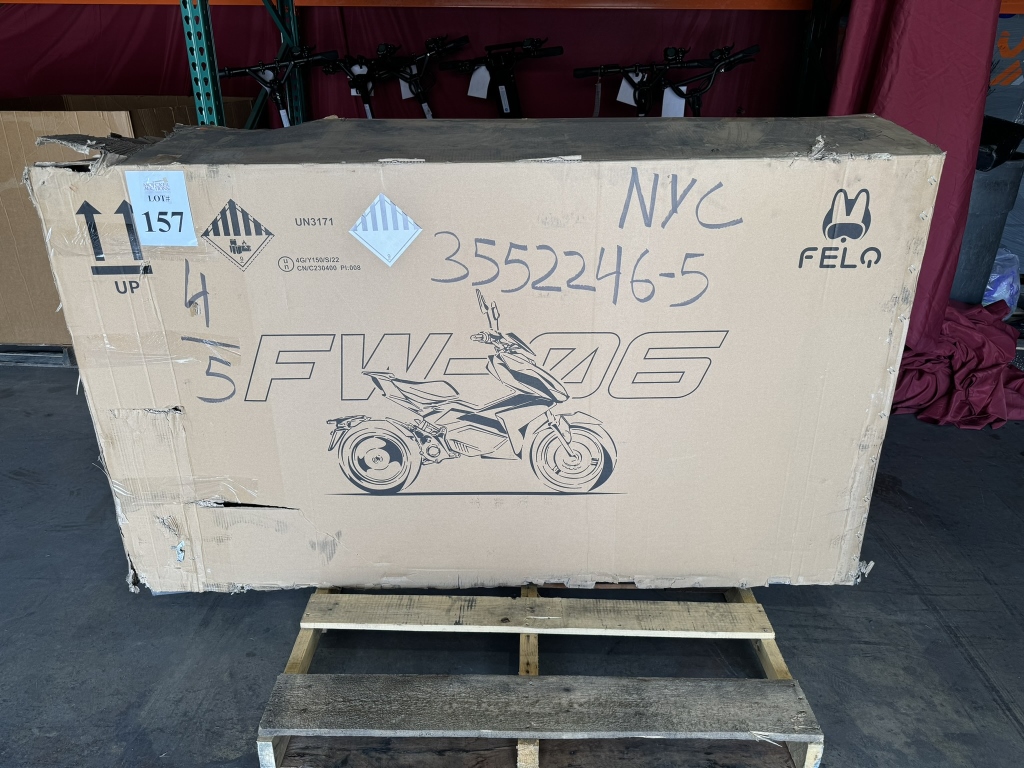 LOT#
157
UP
UN3171
4G/Y150/S/22
CN/C230400 PI:008
u
n
9
NYC
3552246-5
FELO
4
5
FW-06